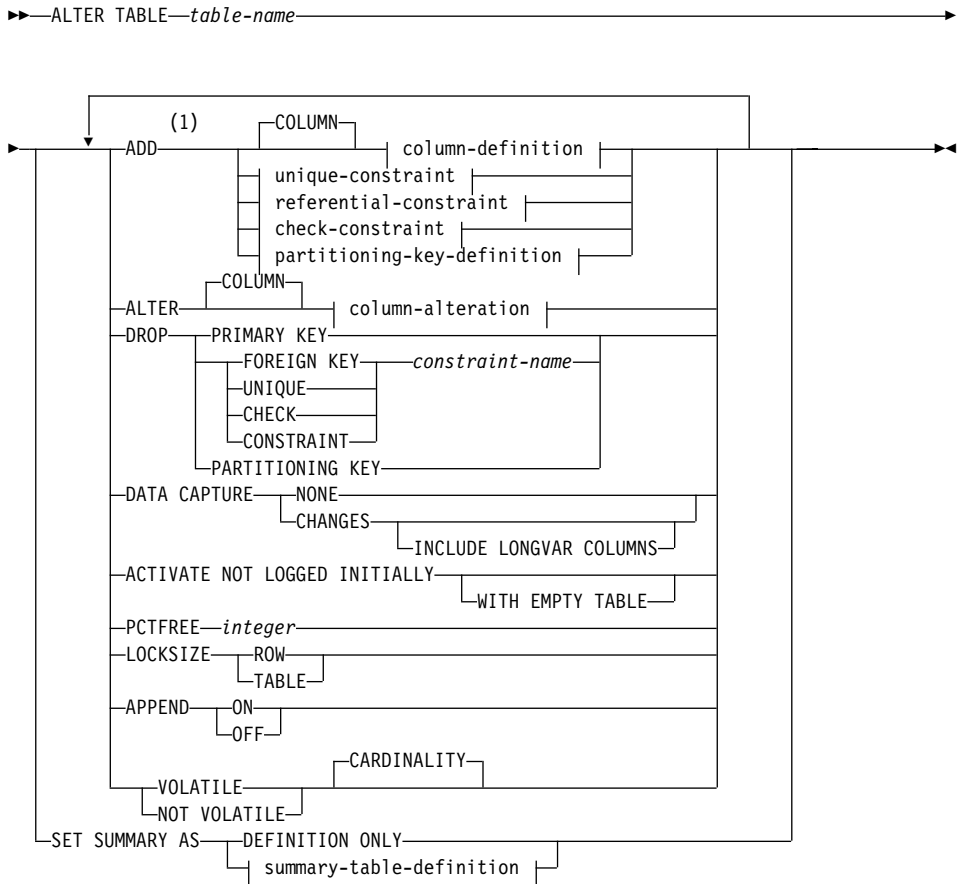 ALTER TABLE table-name
(1) COLUMN
ADD column-definition
unique-constraint
referential-constraint
check-constraint
partitioning-key-definition
COLUMN
ALTER column-alteration
DROP PRIMARY KEY
FOREIGN KEY constraint-name
UNIQUE
CHECK
CONSTRAINT
PARTITIONING KEY
DATA CAPTURE NONE
CHANGES
INCLUDE LONGVAR COLUMNS
ACTIVATE NOT LOGGED INITIALLY
WITH EMPTY TABLE
PCTFREE integer
LOCKSIZE ROW
TABLE
APPEND ON
OFF
CARDINALITY
VOLATILE
NOT VOLATILE
SET SUMMARY AS DEFINITION ONLY
summary-table-definition